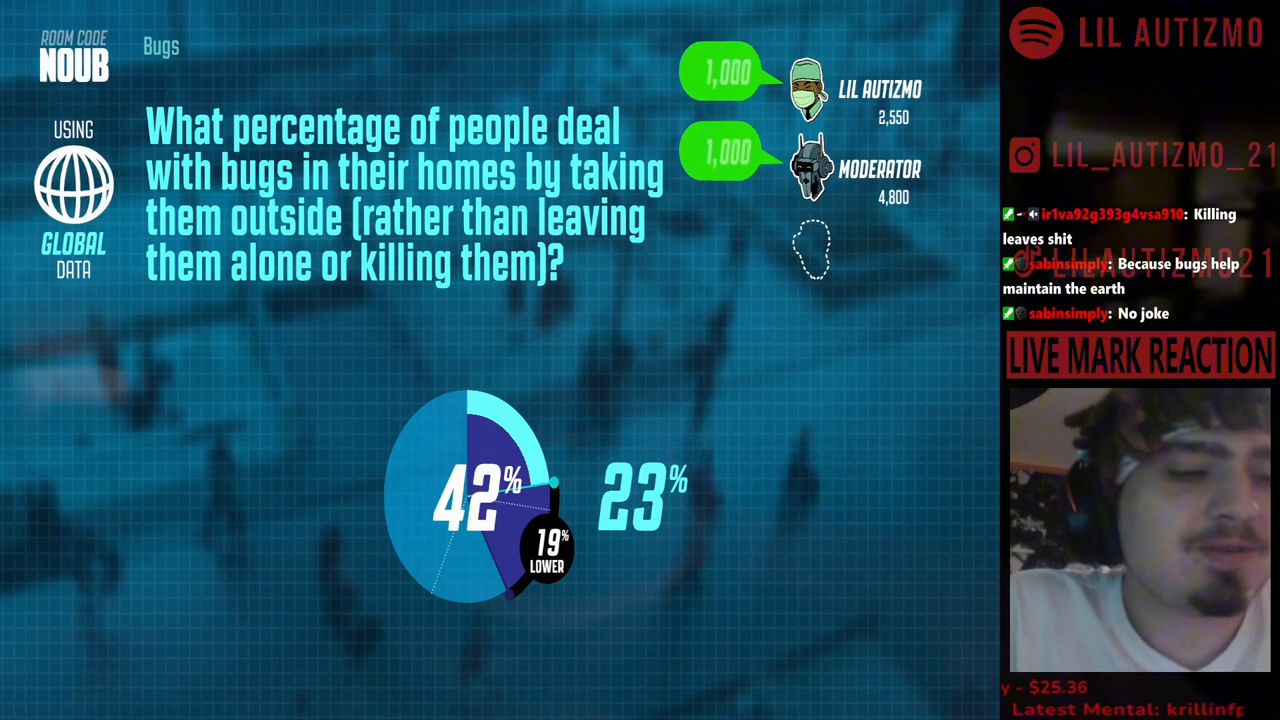 ROOM CODE
NOUB
Bugs
USING
GLOBAL
DATA
What percentage of people deal
with bugs in their homes by taking
them outside (rather than leaving
them alone or killing them)?
1,000
LIL AUTIZMO
2,550
1,000
MODERATOR
4,800
42%
23%
19%
LOWER
LIL AUTIZMO
LIL_AUTIZMO_21
ir1va92g393g4vsa910: Killing
leaves shit
LILAUTIZMO21
sabinsimply: Because bugs help
maintain the earth
sabinsimply: No joke
LIVE MARK REACTION
y - $25.36
Latest Mental: krillinfp